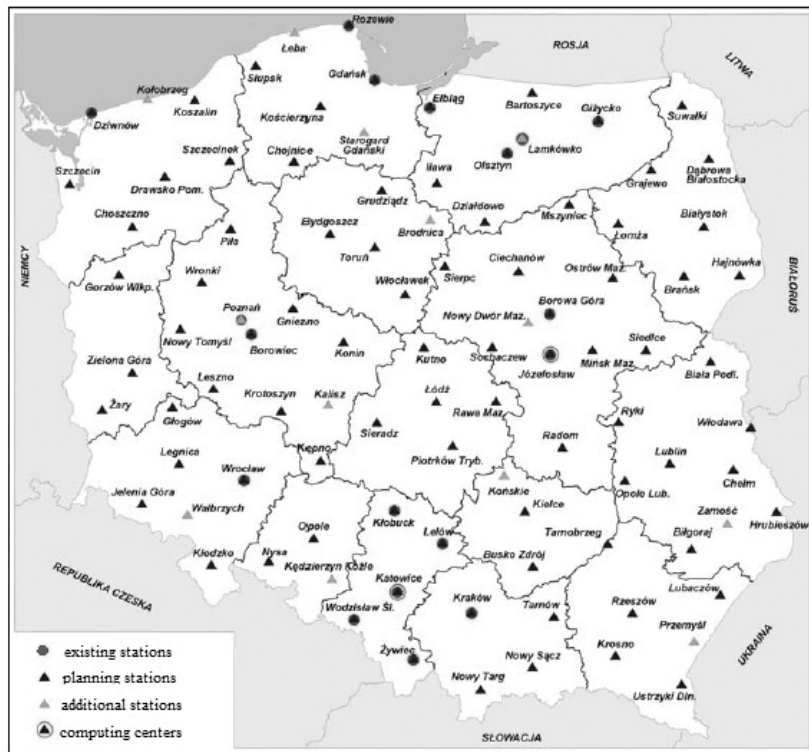 Rozewie
Łeba
ROSJA
LITWA
Słupsk
Gdańsk
Kołobrzeg
Koszalin
Elbląg
Bartoszyce
Giżycko
Suwałki
Dziwnów
Kościerzyna
Starogard
Gdański
Lamkówko
Olsztyn
Szczecinek
Chojnice
Szczecin
Drawsko Pom.
Iława
Grajewo
Dąbrowa
Białostocka
Grudziądz
Działdowo
Mszyniec
Choszczno
Piła
Bydgoszcz
Brodnica
Łomża
Białystok
Toruń
NIEMCY
Gorzów Wlkp.
Wronki
Włocławek
Sierpc
Ciechanów
Ostrów Maz.
Hajnówka
Brańsk
BIAŁORUŚ
Poznań
Gniezno
Borowa Góra
Nowy Dwór Maz.
Nowy Tomyśl
Borowiec
Konin
Kutno
Sochaczew
Józefosław
Mińsk Maz.
Siedlce
Biała Podl.
Zielona Góra
Leszno
Krotoszyn
Kalisz
Łódź
Rawa Maz.
Żary
Głogów
Sieradz
Ryki
Włodawa
Kępno
Piotrków Tryb.
Radom
Lublin
Legnica
Wrocław
Opole Lub.
Chełm
Jelenia Góra
Wałbrzych
Końskie
Kielce
Zamość
Hrubieszów
Kłobuck
Lelów
Opole
Tarnobrzeg
Biłgoraj
Kłodzko
Nysa
Kędzierzyn Koźle
Busko Zdrój
REPUBLIKA CZESKA
Katowice
Kraków
Tarnów
Rzeszów
Lubaczów
Wodzisław Śl.
Przemyśl
Żywiec
Nowy Sącz
Krosno
UKRAINA
Nowy Targ
Ustrzyki Dln.
SŁOWACJA
existing stations
planning stations
additional stations
computing centers